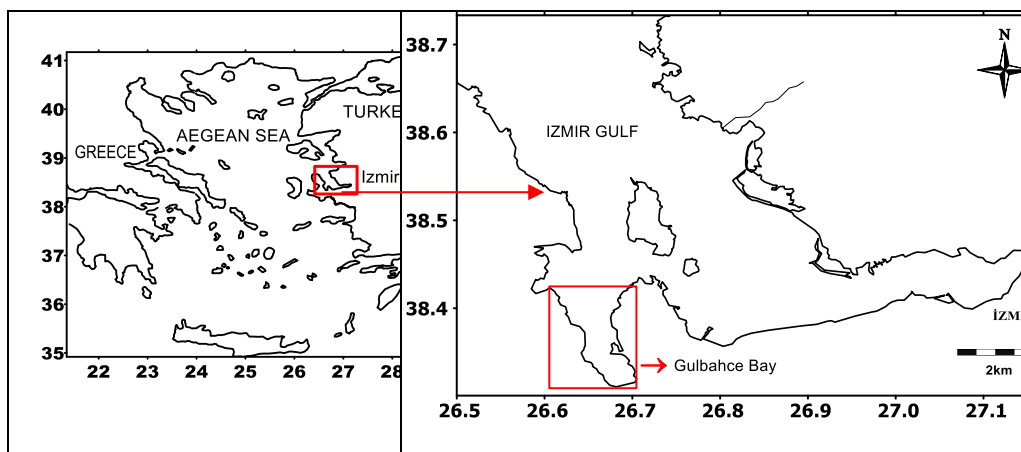 41
40
39
38
37
36
35
22
23
24
25
26
27
28
TURKE
AEGEAN SEA
GREECE
Izmir
38.7
38.6
38.5
38.4
26.5
26.6
26.7
26.8
26.9
27.0
27.1
N
IZMIR GULF
İZM
2km
Gulbahce Bay